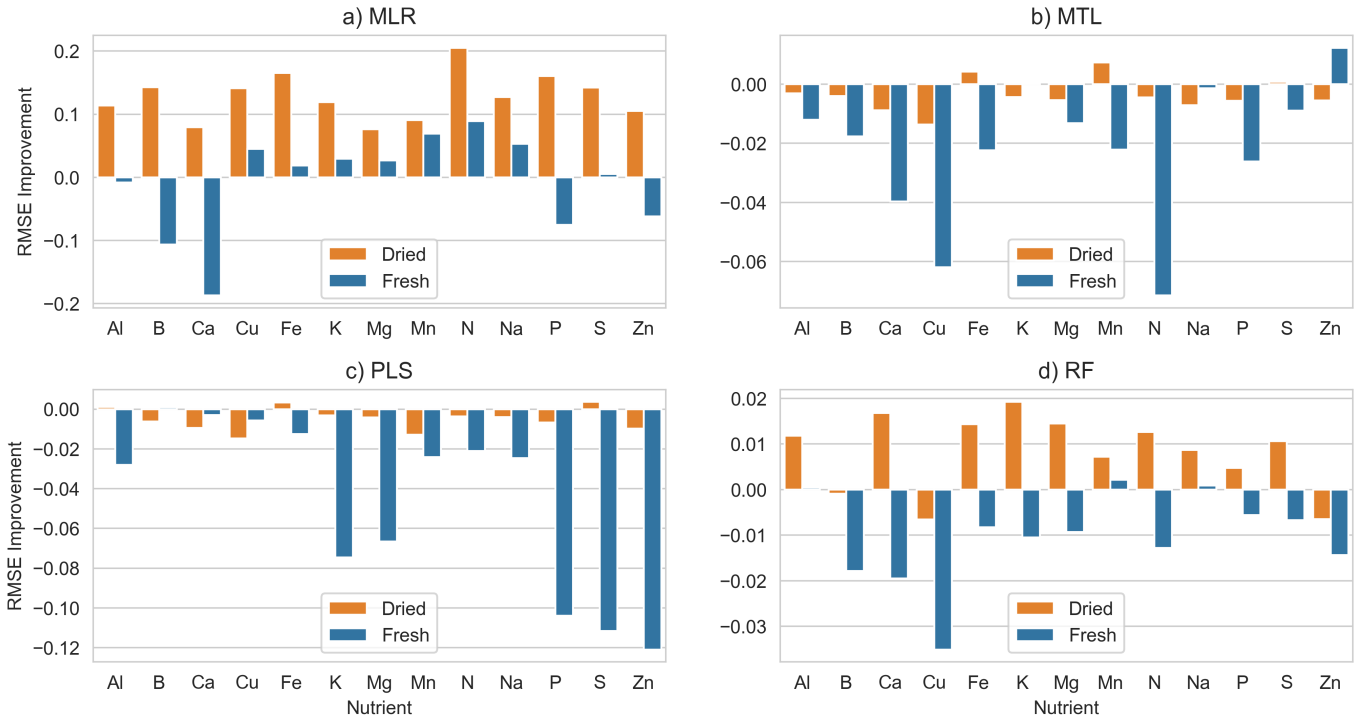 a) MLR
RMSE Improvement
0.2
0.1
0.0
−0.1
−0.2
Dried
Fresh
Al B Ca Cu Fe K Mg Mn N Na P S Zn
b) MTL
0.00
−0.02
−0.04
−0.06
Dried
Fresh
Al B Ca Cu Fe K Mg Mn N Na P S Zn
c) PLS
RMSE Improvement
0.00
−0.02
−0.04
−0.06
−0.08
−0.10
−0.12
Dried
Fresh
Al B Ca Cu Fe K Mg Mn N Na P S Zn
Nutrient
d) RF
0.02
0.01
0.00
−0.01
−0.02
−0.03
Dried
Fresh
Al B Ca Cu Fe K Mg Mn N Na P S Zn
Nutrient